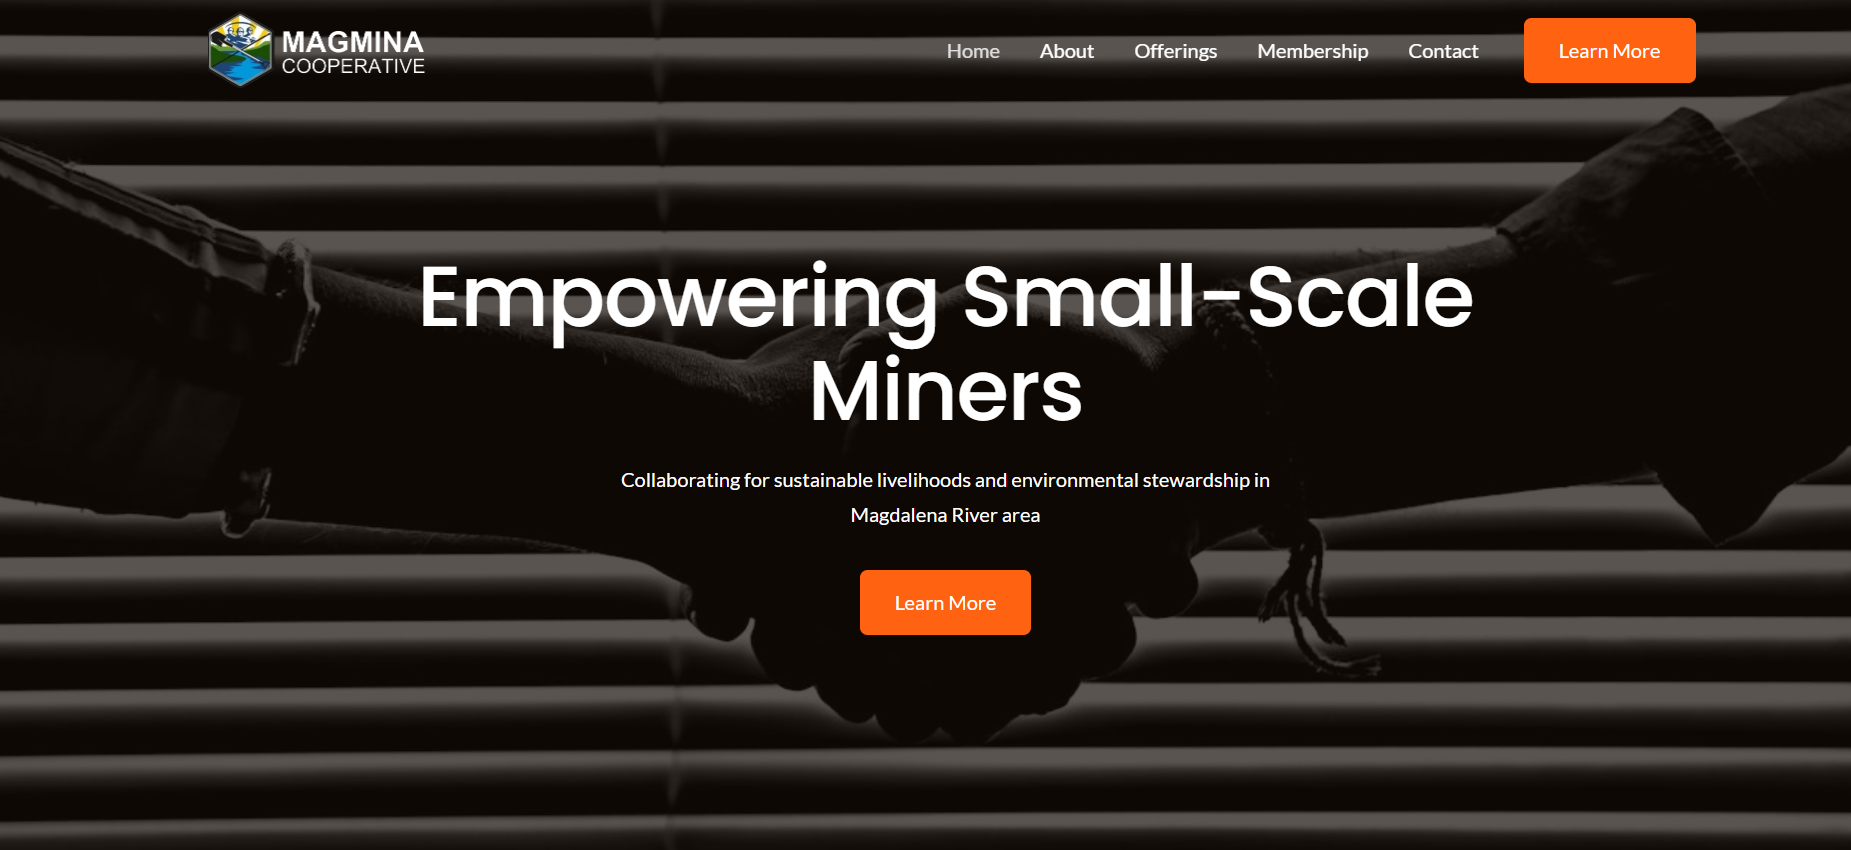 MAGMINA
COOPERATIVE
Home
About
Offerings
Membership
Contact
Learn More
Empowering Small-Scale
Miners
Collaborating for sustainable livelihoods and environmental stewardship in
Magdalena River area
Learn More